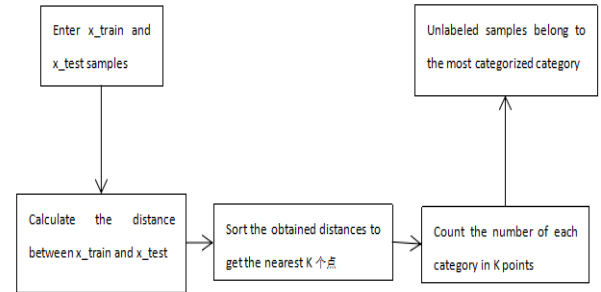 Enter x_train and
x_test samples
Calculate the distance
between x_train and x_test
Sort the obtained distances to
get the nearest K 个点
Count the number of each
category in K points
Unlabeled samples belong to
the most categorized category